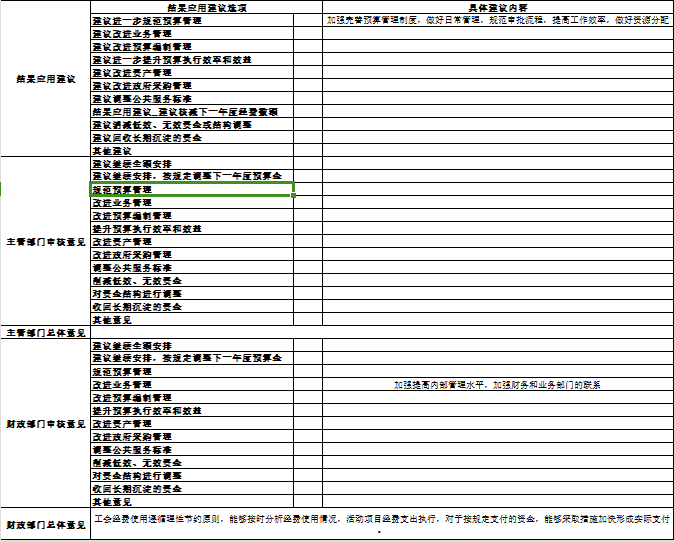 结果应用建议选项 具体建议内容
建议进一步规范预算管理 加强完善预算管理制度，做好日常管理，规范审批流程，提高工作效率，做好资源分配
建议改进业务管理
建议改进预算编制管理
建议进一步提升预算执行效率和效益
建议改进资产管理
结果应用建议
建议改进政府采购管理
建议调整公共服务标准
结果应用建议_建议核减下一年度经费数额
建议消减低效、无效资金或结构调整
建议回收长期沉淀的资金
其他建议
建议继续全额安排
建议继续安排，按规定调整下一年度预算金
规范预算管理
改进业务管理
改进预算编制管理
提升预算执行效率和效益
主管部门审核意见
改进资产管理
改进政府采购管理
调整公共服务标准
削减低效、无效资金
对资金结构进行调整
收回长期沉淀的资金
其他意见
主管部门总体意见
建议继续全额安排
建议继续安排，按规定调整下一年度预算金
规范预算管理
改进业务管理 加强提高内部管理水平，加强财务和业务部门的联系
改进预算编制管理
提升预算执行效率和效益
财政部门审核意见
改进资产管理
改进政府采购管理
调整公共服务标准
削减低效、无效资金
对资金结构进行调整
收回长期沉淀的资金
其他意见
财政部门总体意见
工会经费使用遵循理性节约原则，能够按时分析经费使用情况，活动项目经费支出执行，对于按规定支付的资金，能够采取措施加快形成实际支付
。